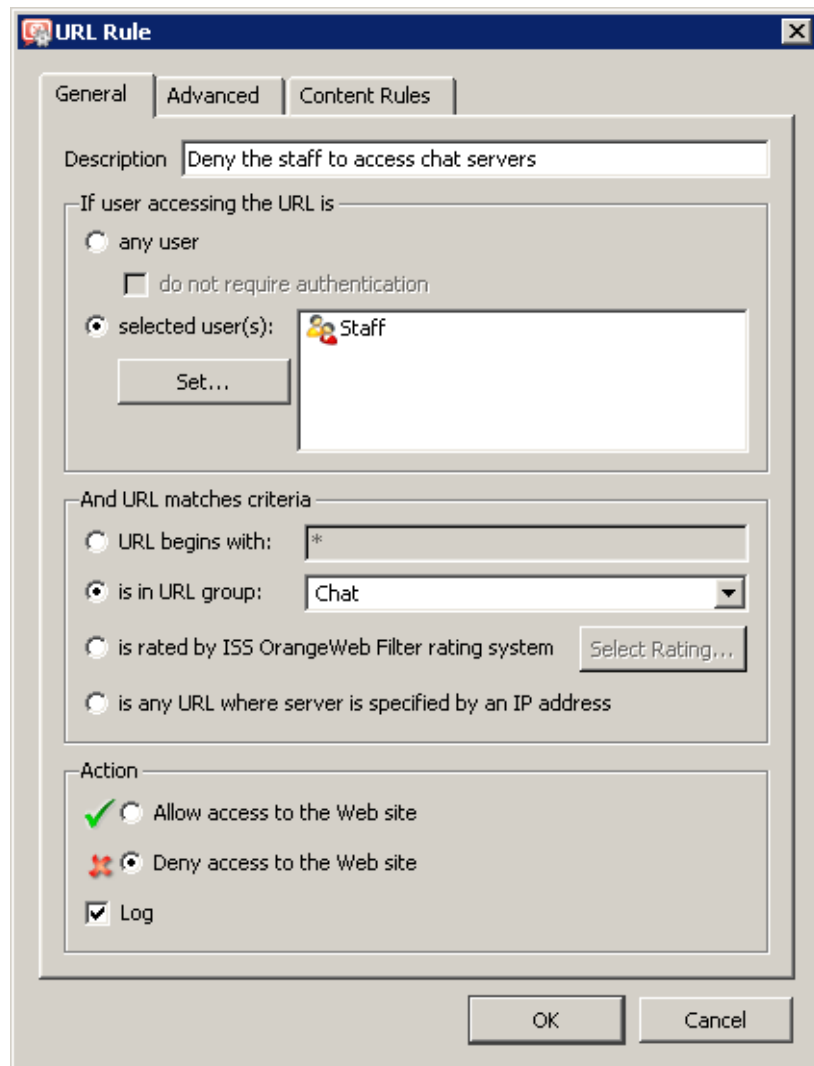 URL Rule
General Advanced Content Rules
Description Deny the staff to access chat servers
If user accessing the URL is
any user
do not require authentication
selected user(s): Staff
Set...
And URL matches criteria
URL begins with: *
is in URL group: Chat
is rated by ISS OrangeWeb Filter rating system Select Rating...
is any URL where server is specified by an IP address
Action
Allow access to the Web site
Deny access to the Web site
Log
OK Cancel